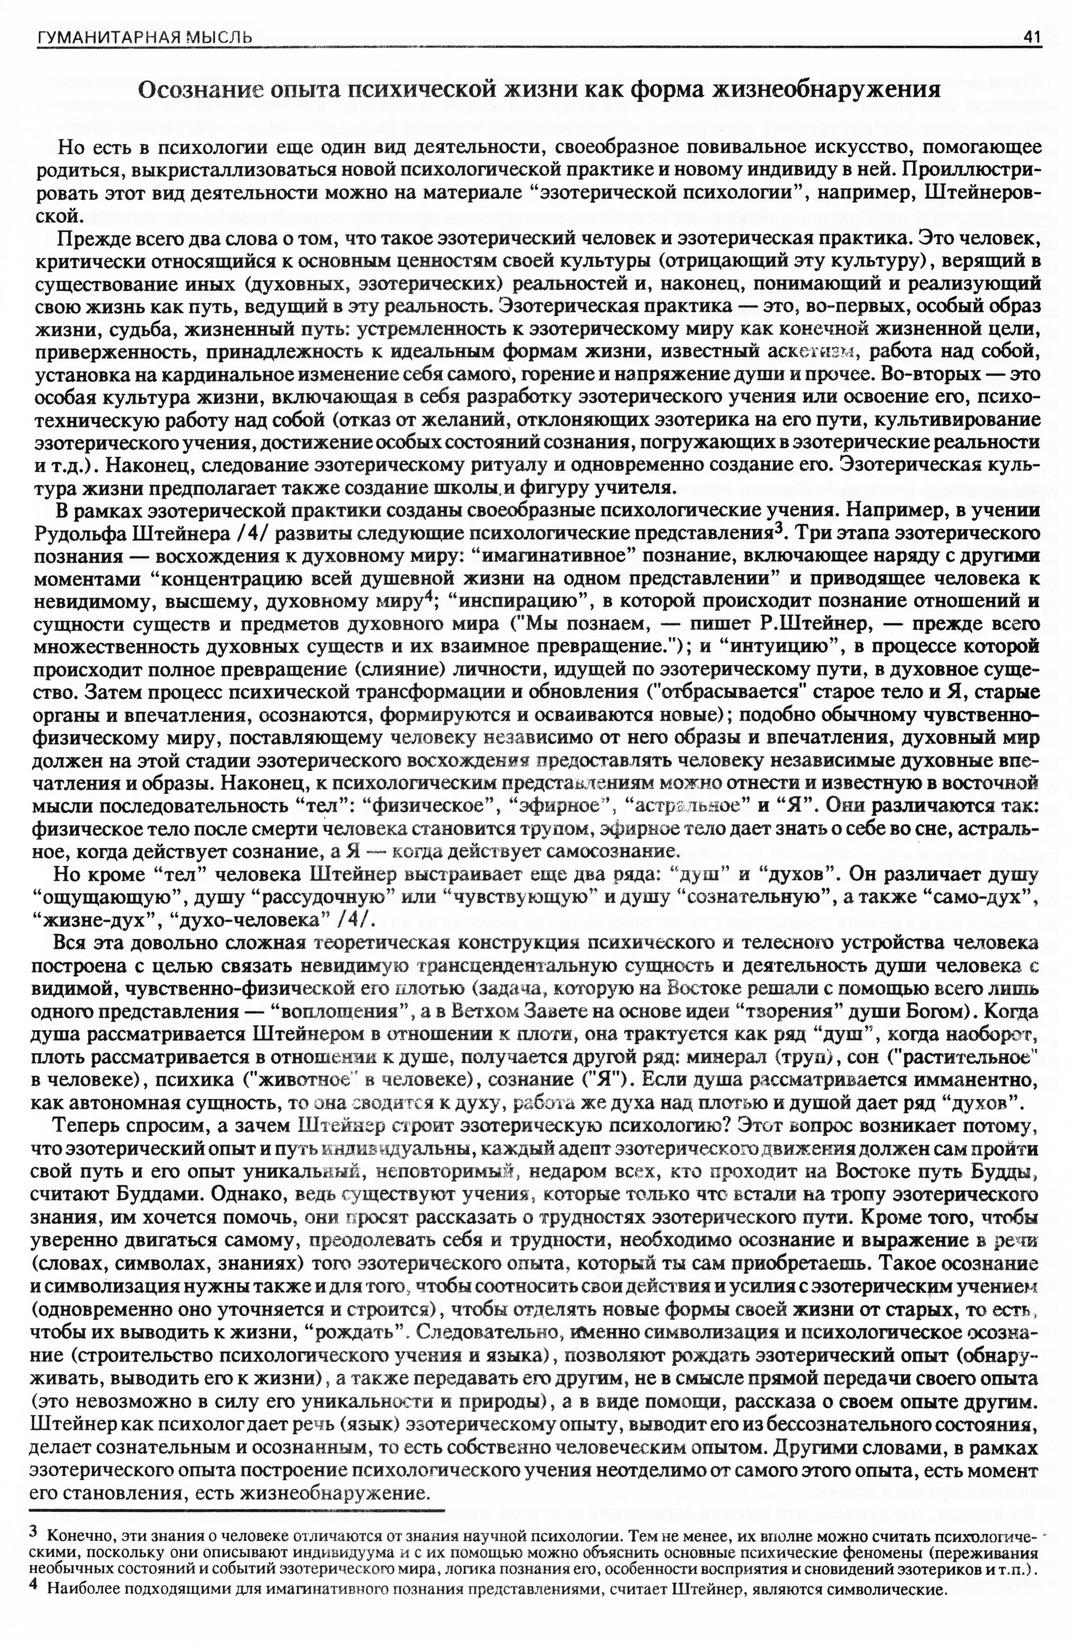 ГУМАНИТАРНАЯ МЫСЛЬ 41
Осознание опыта психической жизни как форма жизнеобнаружения
Но есть в психологии еще один вид деятельности, своеобразное повивальное искусство, помогающее
родиться, выкристаллизоваться новой психологической практике и новому индивиду в ней. Проиллюстри-
ровать этот вид деятельности можно на материале “эзотерической психологии”, например, Штейнеров-
ской.
Прежде всего два слова о том, что такое эзотерический человек и эзотерическая практика. Это человек,
критически относящийся к основным ценностям своей культуры (отрицающий эту культуру), верящий в
существование иных (духовных, эзотерических) реальностей и, наконец, понимающий и реализующий
свою жизнь как путь, ведущий в эту реальность. Эзотерическая практика — это, во-первых, особый образ
жизни, судьба, жизненный путь: устремленность к эзотерическому миру как конечной жизненной цели,
приверженность, принадлежность к идеальным формам жизни, известный аскетизм, работа над собой,
установка на кардинальное изменение себя самого, горение и напряжение души и прочее. Во-вторых — это
особая культура жизни, включающая в себя разработку эзотерического учения или освоение его, психо-
техническую работу над собой (отказ от желаний, отклоняющих эзотерика на его пути, культивирование
эзотерического учения, достижение особых состояний сознания, погружающих в эзотерические реальности
и т.д.). Наконец, следование эзотерическому ритуалу и одновременно создание его. Эзотерическая куль-
тура жизни предполагает также создание школы.и фигуру учителя.
В рамках эзотерической практики созданы своеобразные психологические учения. Например, в учении
Рудольфа Штейнера /4/ развиты следующие психологические представления³. Три этапа эзотерического
познания — восхождения к духовному миру: “имагинативное” познание, включающее наряду с другими
моментами “концентрацию всей душевной жизни на одном представлении” и приводящее человека к
невидимому, высшему, духовному миру⁴; “инспирацию”, в которой происходит познание отношений и
сущности существ и предметов духовного мира ("Мы познаем, — пишет Р.Штейнер, — прежде всего
множественность духовных существ и их взаимное превращение."); и “интуицию”, в процессе которой
происходит полное превращение (слияние) личности, идущей по эзотерическому пути, в духовное суще-
ство. Затем процесс психической трансформации и обновления ("отбрасывается" старое тело и Я, старые
органы и впечатления, осознаются, формируются и осваиваются новые); подобно обычному чувственно-
физическому миру, поставляющему человеку независимо от него образы и впечатления, духовный мир
должен на этой стадии эзотерического восхождения предоставлять человеку независимые духовные впе-
чатления и образы. Наконец, к психологическим представлениям можно отнести и известную в восточной
мысли последовательность “тел”: “физическое”, “эфирное”, “астральное” и “Я”. Они различаются так:
физическое тело после смерти человека становится трупом, эфирное тело дает знать о себе во сне, астраль-
ное, когда действует сознание, а Я — когда действует самосознание.
Но кроме “тел” человека Штейнер выстраивает еще два ряда: “душ” и “духов”. Он различает душу
“ощущающую”, душу “рассудочную” или “чувствующую” и душу “сознательную”, а также “само-дух”,
“жизне-дух”, “духо-человека” /4/.
Вся эта довольно сложная теоретическая конструкция психического и телесного устройства человека
построена с целью связать невидимую трансцендентальную сущность и деятельность души человека с
видимой, чувственно-физической его плотью (задача, которую на Востоке решали с помощью всего лишь
одного представления — “воплощения”, а в Ветхом Завете на основе идеи “творения” души Богом). Когда
душа рассматривается Штейнером в отношении к плоти, она трактуется как ряд “душ”, когда наоборот,
плоть рассматривается в отношении к душе, получается другой ряд: минерал (труп), сон ("растительное"
в человеке), психика ("животное" в человеке), сознание ("Я"). Если душа рассматривается имманентно,
как автономная сущность, то она сводится к духу, работа же духа над плотью и душой дает ряд “духов”.
Теперь спросим, а зачем Штейнер строит эзотерическую психологию? Этот вопрос возникает потому,
что эзотерический опыт и путь индивидуальны, каждый адепт эзотерического движения должен сам пройти
свой путь и его опыт уникальный, неповторимый, недаром всех, кто проходит на Востоке путь Будды,
считают Буддами. Однако, ведь существуют учения, которые только что встали на тропу эзотерического
знания, им хочется помочь, они просят рассказать о трудностях эзотерического пути. Кроме того, чтобы
уверенно двигаться самому, преодолевать себя и трудности, необходимо осознание и выражение в речи
(словах, символах, знаниях) того эзотерического опыта, который ты сам приобретаешь. Такое осознание
и символизация нужны также и для того, чтобы соотносить свои действия и усилия с эзотерическим учением
(одновременно оно уточняется и строится), чтобы отделять новые формы своей жизни от старых, то есть,
чтобы их выводить к жизни, “рождать”. Следовательно, именно символизация и психологическое осозна-
ние (строительство психологического учения и языка), позволяют рождать эзотерический опыт (обнару-
живать, выводить его к жизни), а также передавать его другим, не в смысле прямой передачи своего опыта
(это невозможно в силу его уникальности и природы), а в виде помощи, рассказа о своем опыте другим.
Штейнер как психолог дает речь (язык) эзотерическому опыту, выводит его из бессознательного состояния,
делает сознательным и осознанным, то есть собственно человеческим опытом. Другими словами, в рамках
эзотерического опыта построение психологического учения неотделимо от самого этого опыта, есть момент
его становления, есть жизнеобнаружение.
³ Конечно, эти знания о человеке отличаются от знания научной психологии. Тем не менее, их вполне можно считать психологиче-
скими, поскольку они описывают индивидуума и с их помощью можно объяснить основные психические феномены (переживания
необычных состояний и событий эзотерического мира, логика познания его, особенности восприятия и сновидений эзотериков и т.п.).
⁴ Наиболее подходящими для имагинативного познания представлениями, считает Штейнер, являются символические.